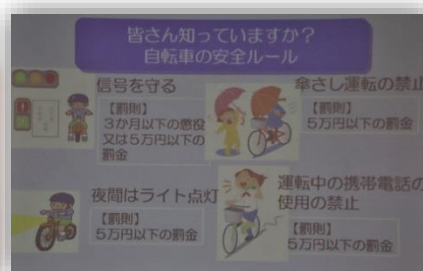 皆さん知っていますか？
自転車の安全ルール
信号を守る
【罰則】
３か月以下の懲役
又は５万円以下の
罰金
傘さし運転の禁止
【罰則】
５万円以下の罰金
夜間はライト点灯
【罰則】
５万円以下の罰金
運転中の携帯電話の
使用の禁止
【罰則】
５万円以下の罰金